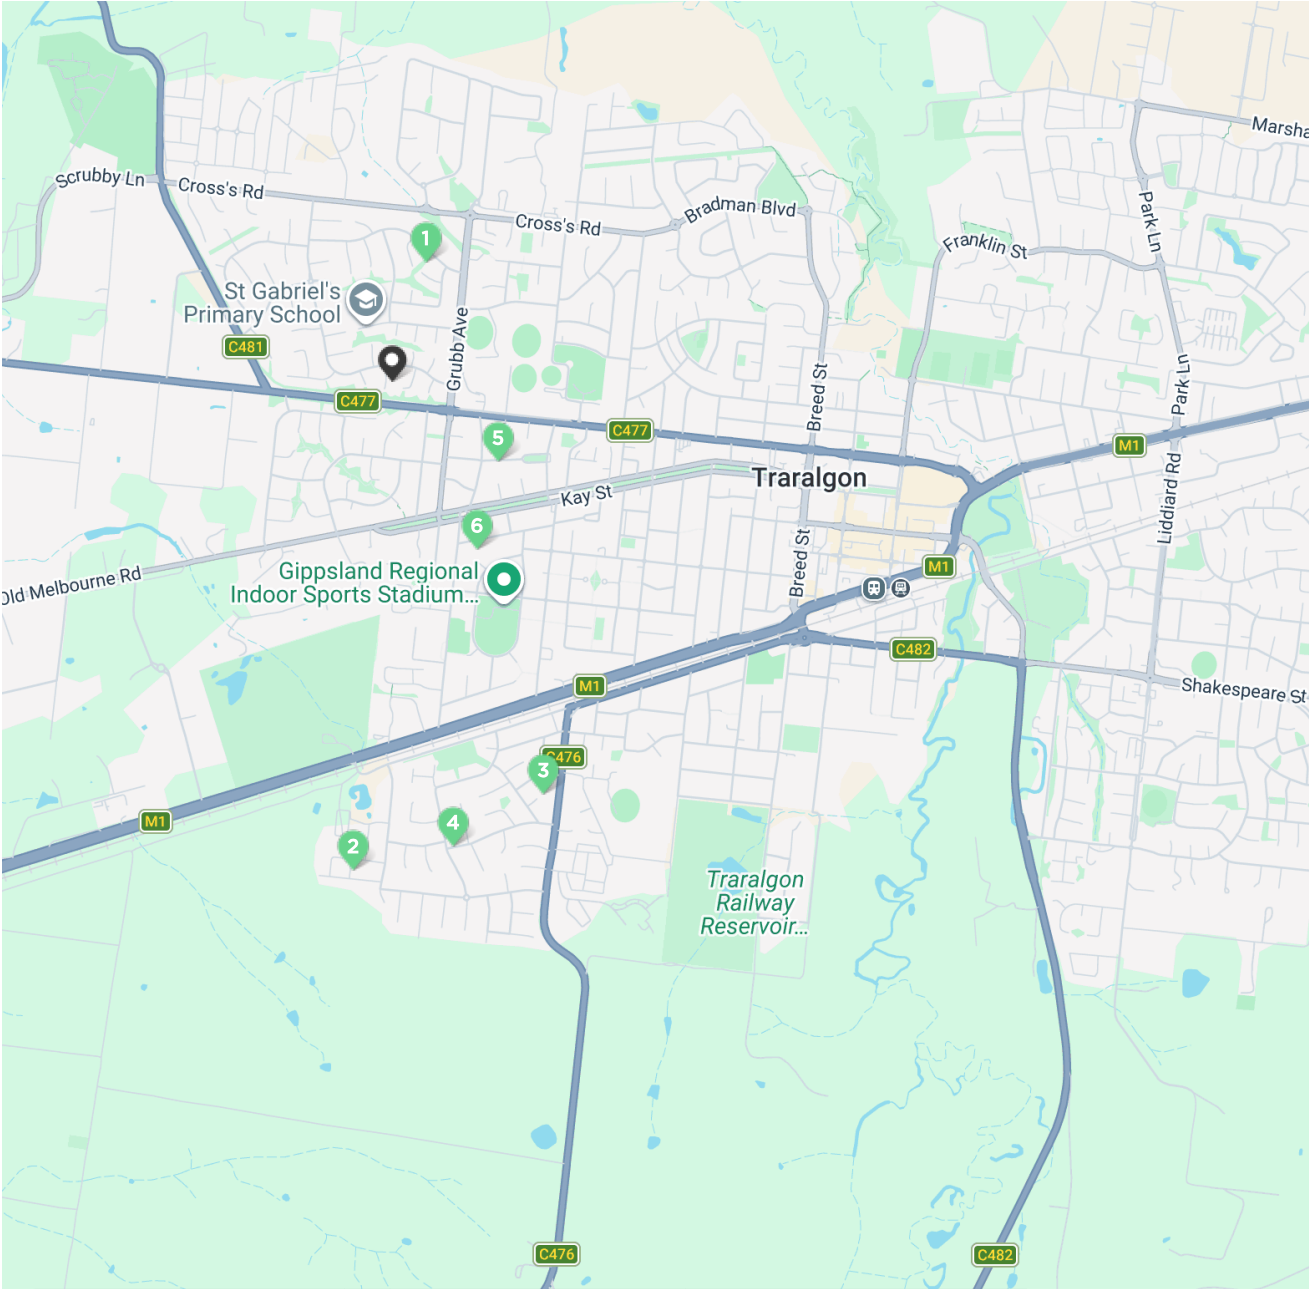 Marsha
Scrubby Ln
Cross's Rd
Cross's Rd
Bradman Blvd
Park Ln
Franklin St
1
St Gabriel's
Primary School
C481
Grubb Ave
Park Ln
Breed St
C477
C477
5
M1
Traralgon
Kay St
Liddiard Rd
6
Breed St
Old Melbourne Rd
Gippsland Regional
Indoor Sports Stadium...
M1
C482
M1
Shakespeare St
C476
3
M1
4
2
Traralgon
Railway
Reservoir...
C476
C482